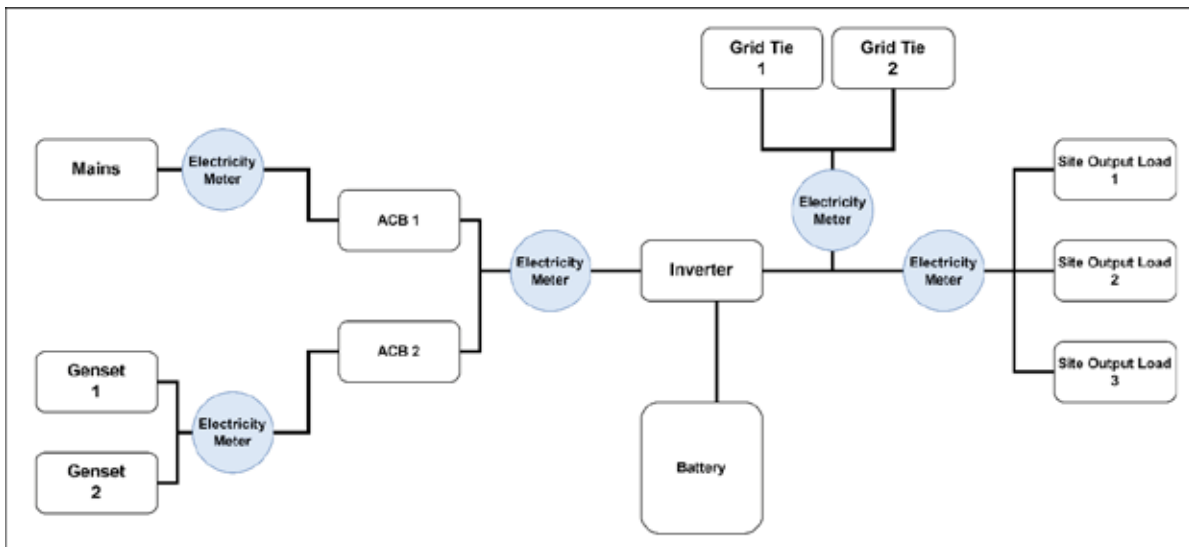 Grid Tie
1
Grid Tie
2
Mains
Electricity
Meter
ACB 1
Electricity
Meter
Site Output Load
1
Electricity
Meter
Inverter
Electricity
Meter
Site Output Load
2
ACB 2
Site Output Load
3
Genset
1
Electricity
Meter
Genset
2
Battery